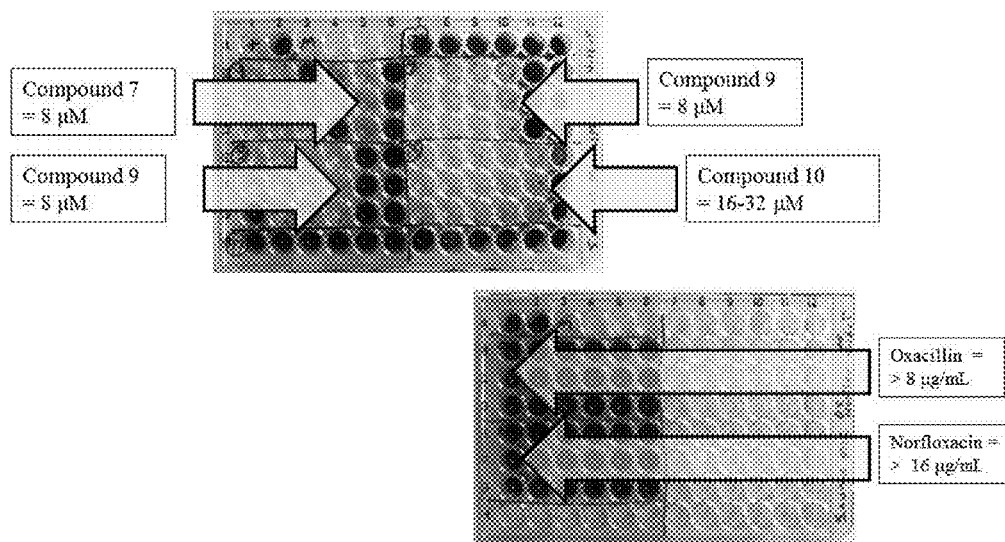 Compound 7
= 8 µM
Compound 9
= 8 µM
Compound 9
= 8 µM
Compound 10
= 16-32 µM
Oxacillin =
> 8 µg/mL
Norfloxacin =
> 16 µg/mL